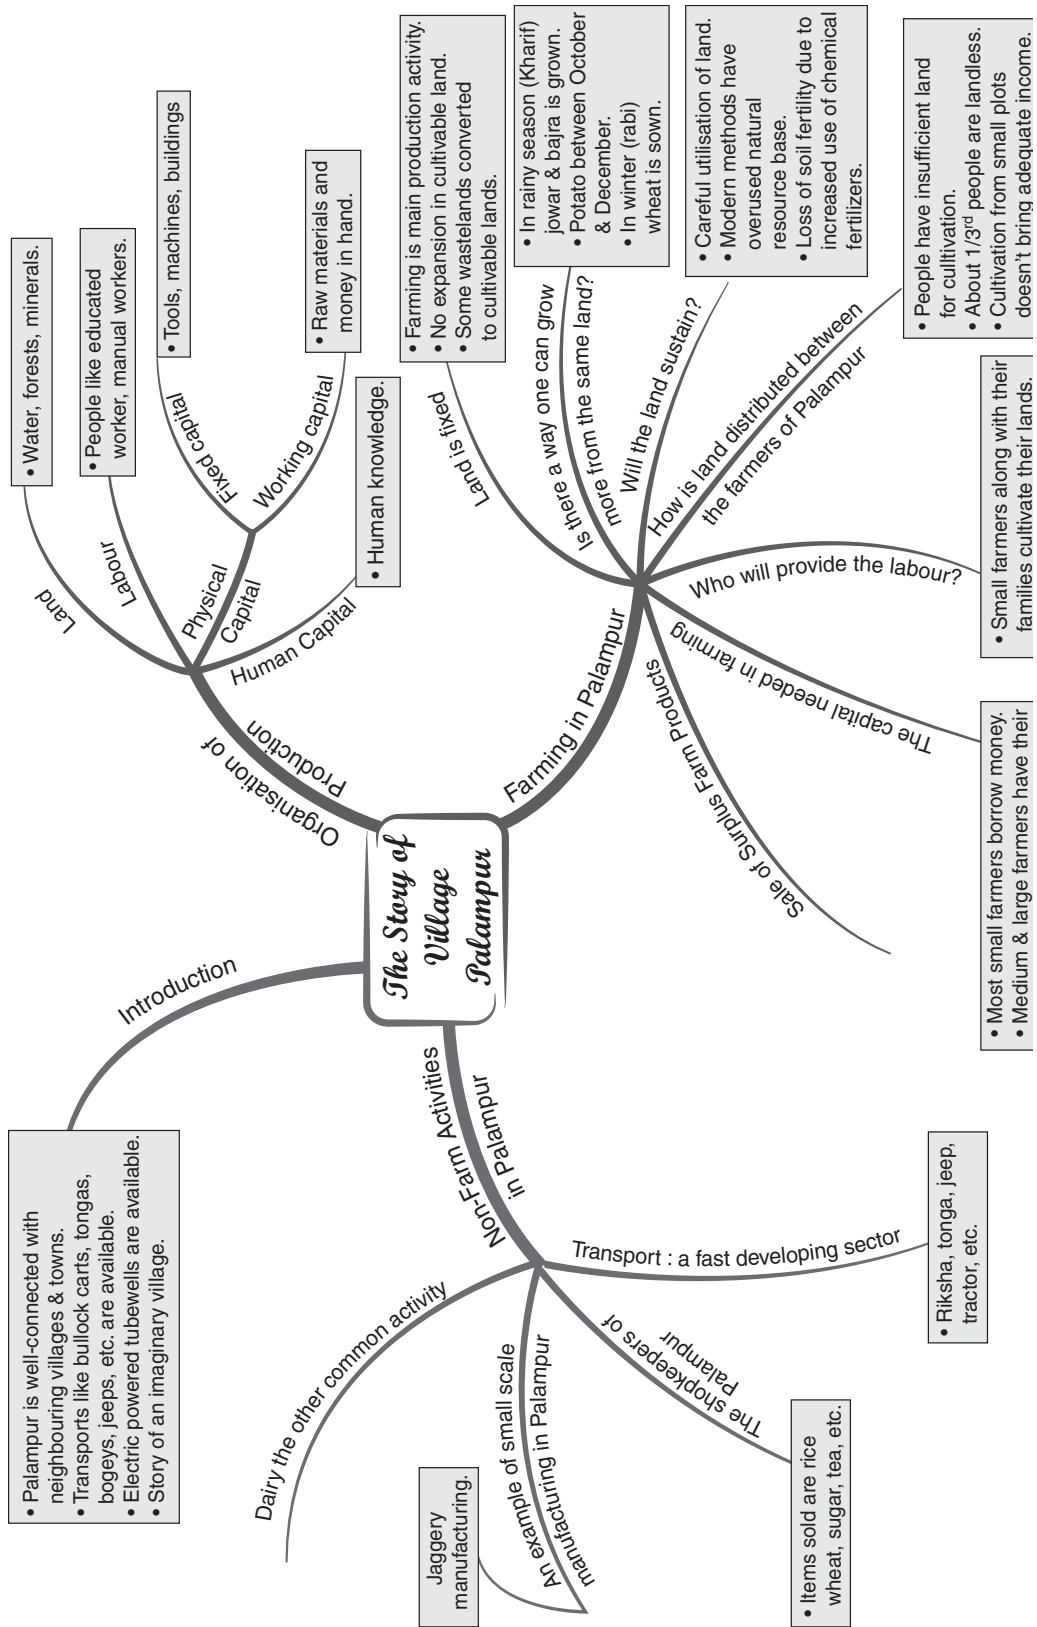 The Story of
Village
Palampur
Introduction
• Palampur is well-connected with
neighbouring villages & towns.
• Transports like bullock carts, tongas,
bogeys, jeeps, etc. are available.
• Electric powered tubewells are available.
• Story of an imaginary village.
Organisation of
Production
Land
• Water, forests, minerals.
Labour
• People like educated
worker, manual workers.
Physical
Capital
Fixed capital
• Tools, machines, buildings
Working capital
• Raw materials and
money in hand.
Human Capital
• Human knowledge.
Farming in Palampur
Land is fixed
• Farming is main production activity.
• No expansion in cultivable land.
• Some wastelands converted
to cultivable lands.
Is there a way one can grow
more from the same land?
• In rainy season (Kharif)
jowar & bajra is grown.
• Potato between October
& December.
• In winter (rabi)
wheat is sown.
Will the land sustain?
• Careful utilisation of land.
• Modern methods have
overused natural
resource base.
• Loss of soil fertility due to
increased use of chemical
fertilizers.
How is land distributed between
the farmers of Palampur
• People have insufficient land
for cultivation.
• About 1/3rd people are landless.
• Cultivation from small plots
doesn't bring adequate income.
Who will provide the labour?
• Small farmers along with their
families cultivate their lands.
The capital needed in farming
• Most small farmers borrow money.
• Medium & large farmers have their
Sale of Surplus Farm Products
Non-Farm Activities
in Palampur
Dairy the other common activity
An example of small scale
manufacturing in Palampur
Jaggery
manufacturing.
The shopkeepers of
Palampur
• Items sold are rice
wheat, sugar, tea, etc.
Transport : a fast developing sector
• Riksha, tonga, jeep,
tractor, etc.